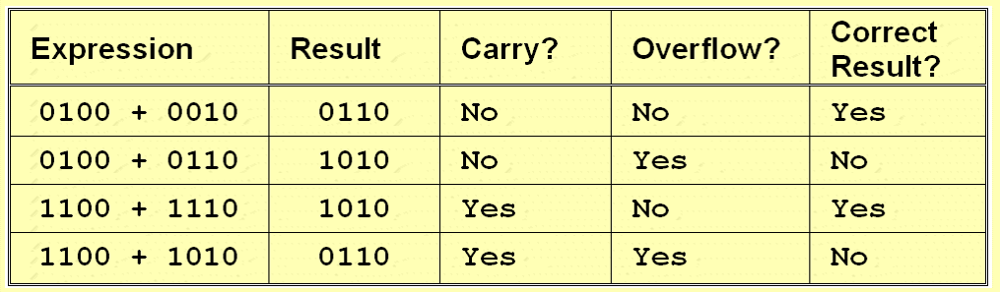 Expression Result Carry? Overflow? Correct Result?
0100 + 0010 0110 No No Yes
0100 + 0110 1010 No Yes No
1100 + 1110 1010 Yes No Yes
1100 + 1010 0110 Yes Yes No